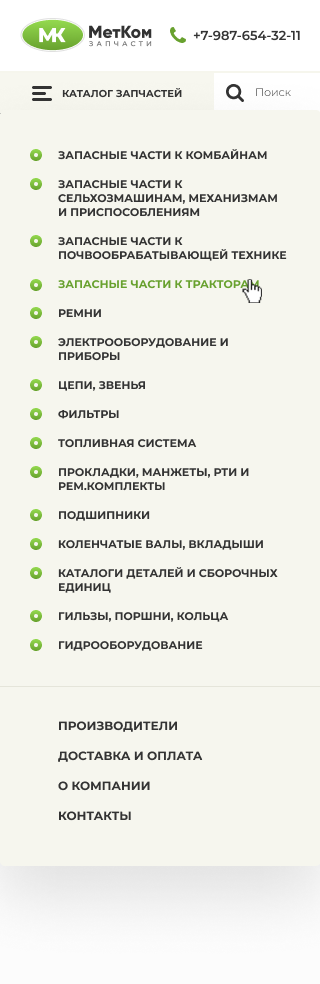 МК МетКом
ЗАПЧАСТИ
+7-987-654-32-11
КАТАЛОГ ЗАПЧАСТЕЙ
Поиск
ЗАПАСНЫЕ ЧАСТИ К КОМБАЙНАМ
ЗАПАСНЫЕ ЧАСТИ К
СЕЛЬХОЗМАШИНАМ, МЕХАНИЗМАМ
И ПРИСПОСОБЛЕНИЯМ
ЗАПАСНЫЕ ЧАСТИ К
ПОЧВООБРАБАТЫВАЮЩЕЙ ТЕХНИКЕ
ЗАПАСНЫЕ ЧАСТИ К ТРАКТОРАМ
РЕМНИ
ЭЛЕКТРООБОРУДОВАНИЕ И
ПРИБОРЫ
ЦЕПИ, ЗВЕНЬЯ
ФИЛЬТРЫ
ТОПЛИВНАЯ СИСТЕМА
ПРОКЛАДКИ, МАНЖЕТЫ, РТИ И
РЕМ.КОМПЛЕКТЫ
ПОДШИПНИКИ
КОЛЕНЧАТЫЕ ВАЛЫ, ВКЛАДЫШИ
КАТАЛОГИ ДЕТАЛЕЙ И СБОРОЧНЫХ
ЕДИНИЦ
ГИЛЬЗЫ, ПОРШНИ, КОЛЬЦА
ГИДРООБОРУДОВАНИЕ
ПРОИЗВОДИТЕЛИ
ДОСТАВКА И ОПЛАТА
О КОМПАНИИ
КОНТАКТЫ